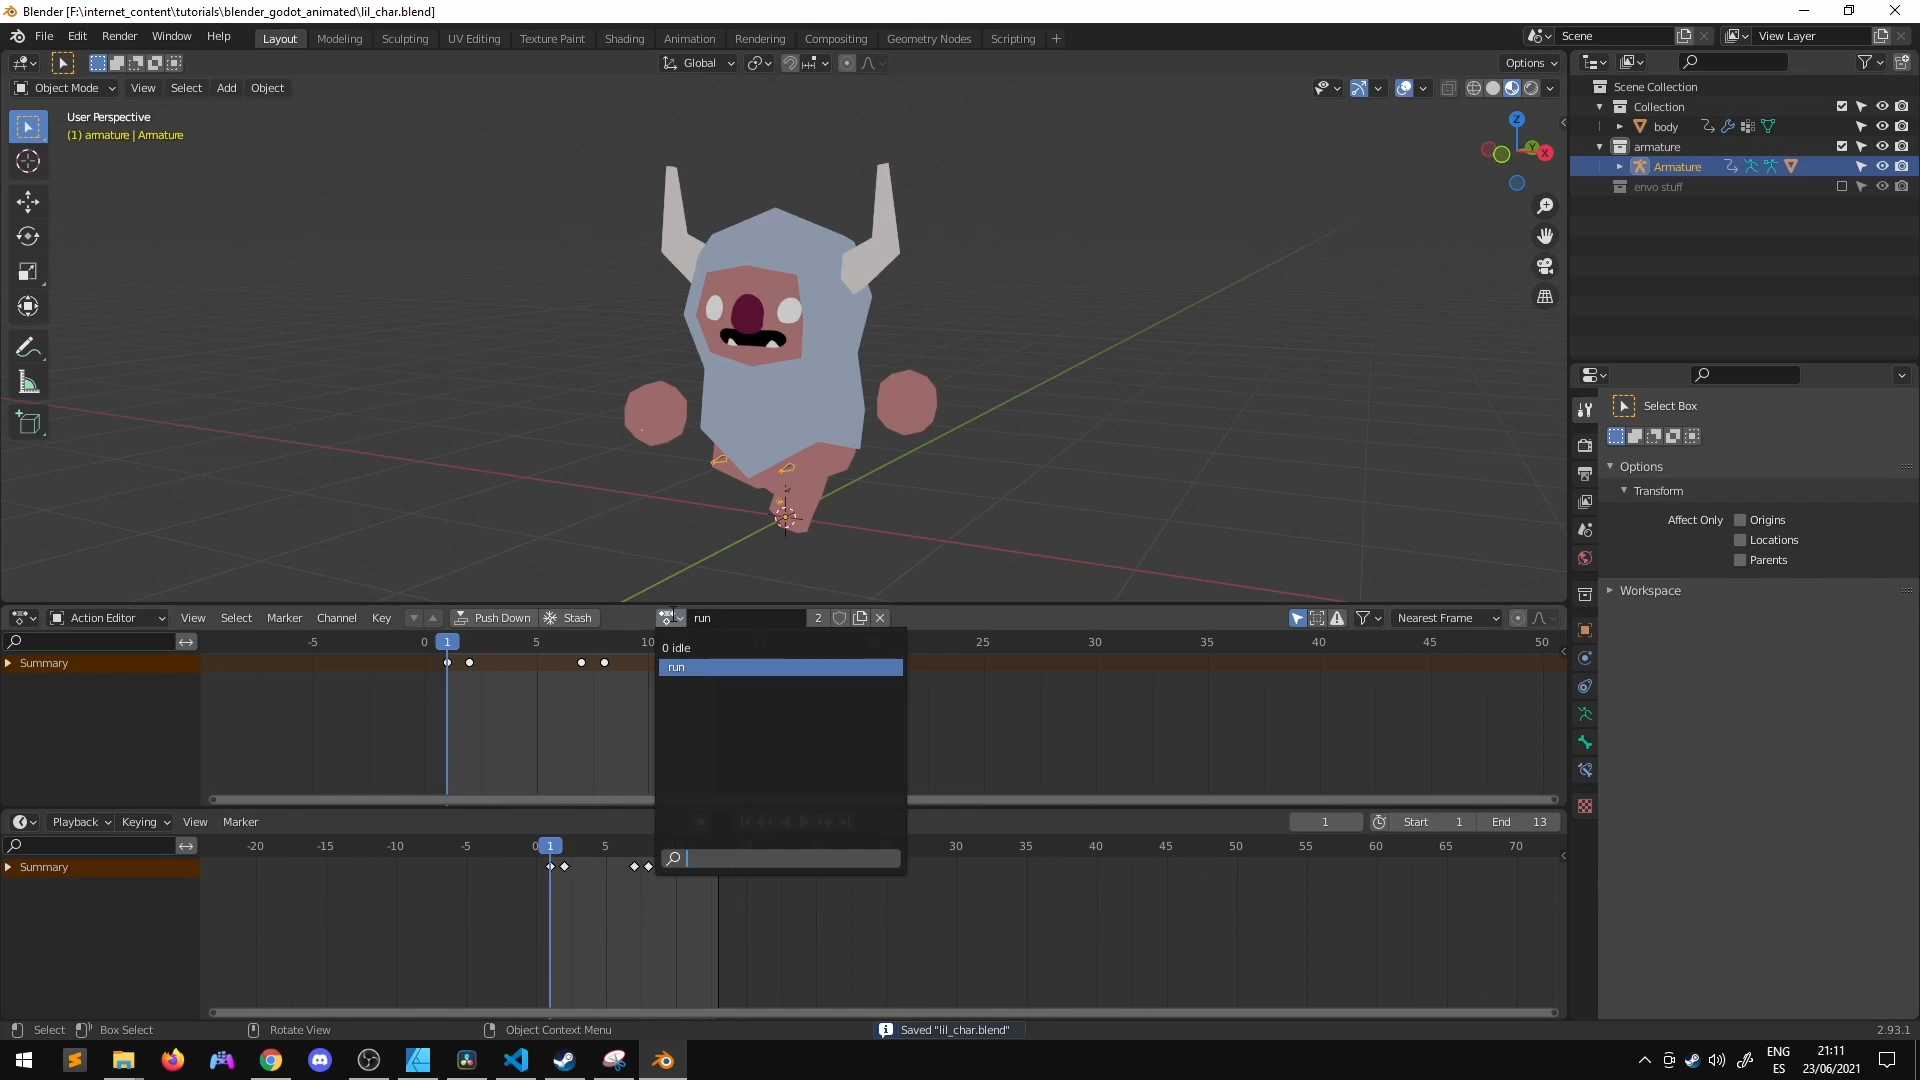 Blender [F:\internet_content\tutorials\blender_godot_animated\lil_char.blend]
File Edit Render Window Help Layout Modeling Sculpting UV Editing Texture Paint Shading Animation Rendering Compositing Geometry Nodes Scripting Scene View Layer
Global Options
Object Mode View Select Add Object
User Perspective
(1) armature | Armature
Z
Y
X
Scene Collection
Collection
body
armature
Armature
envo stuff
Select Box
Options
Transform
Affect Only Origins
Locations
Parents
Workspace
Action Editor View Select Marker Channel Key Push Down Stash run 2 Nearest Frame
-5 0 1 5 10 25 30 35 40 45 50
Summary
0 idle
run
Playback Keying View Marker 1 Start 1 End 13
-20 -15 -10 -5 0 1 5 30 35 40 45 50 55 60 65 70
Summary
Select Box Select Rotate View Object Context Menu Saved "lil_char.blend" 2.93.1
ENG
ES
21:11
23/06/2021